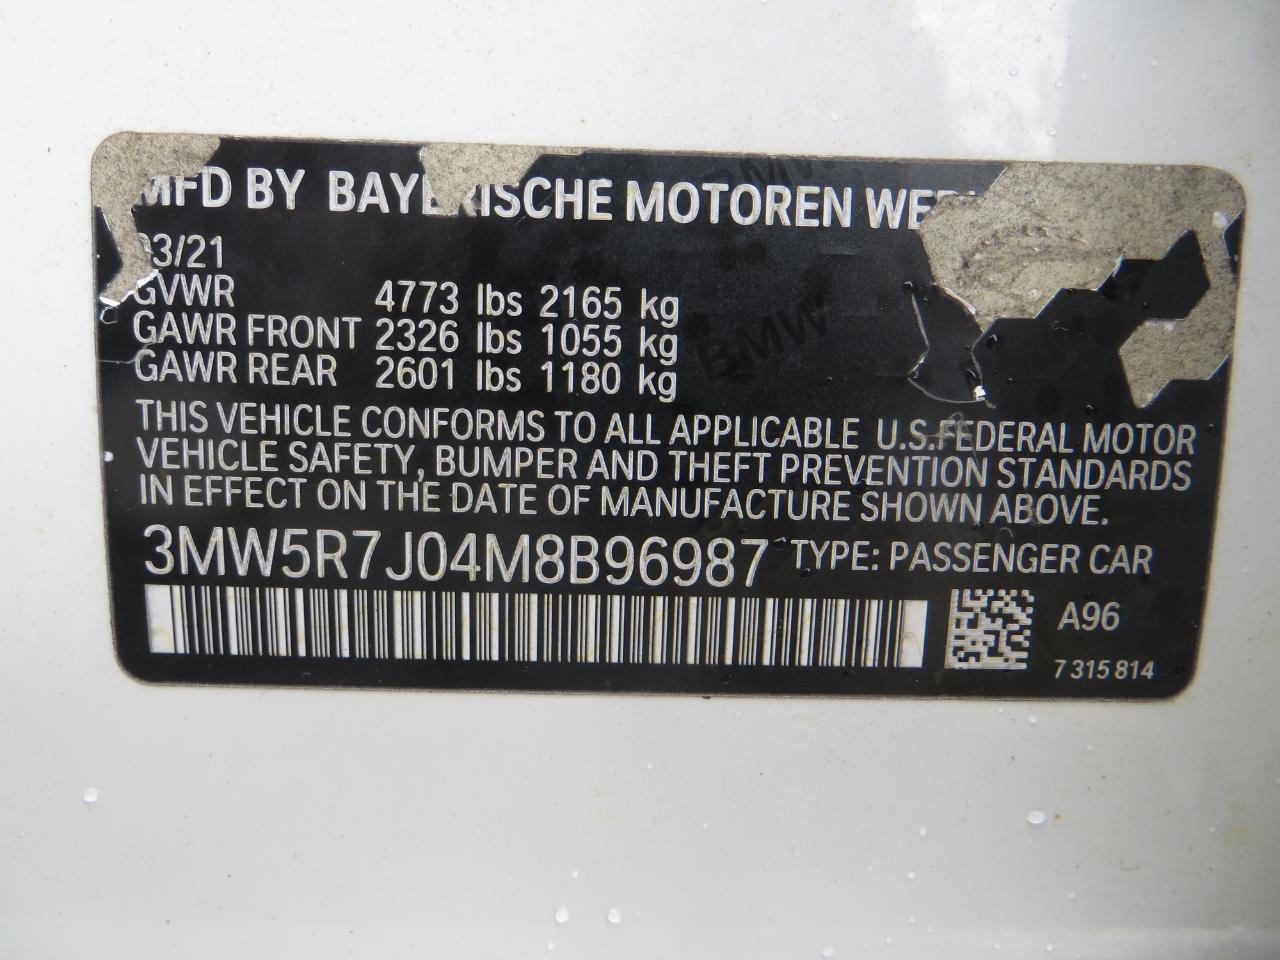 MFD BY BAYERISCHE MOTOREN
03/21
GVWR 4773 lbs 2165 kg
GAWR FRONT 2326 lbs 1055 kg
GAWR REAR 2601 lbs 1180 kg
THIS VEHICLE CONFORMS TO ALL APPLICABLE U.S.FEDERAL MOTOR
VEHICLE SAFETY, BUMPER AND THEFT PREVENTION STANDARDS
IN EFFECT ON THE DATE OF MANUFACTURE SHOWN ABOVE.
3MW5R7J04M8B96987 TYPE: PASSENGER CAR
A96
7 315 814
BMW
BMW